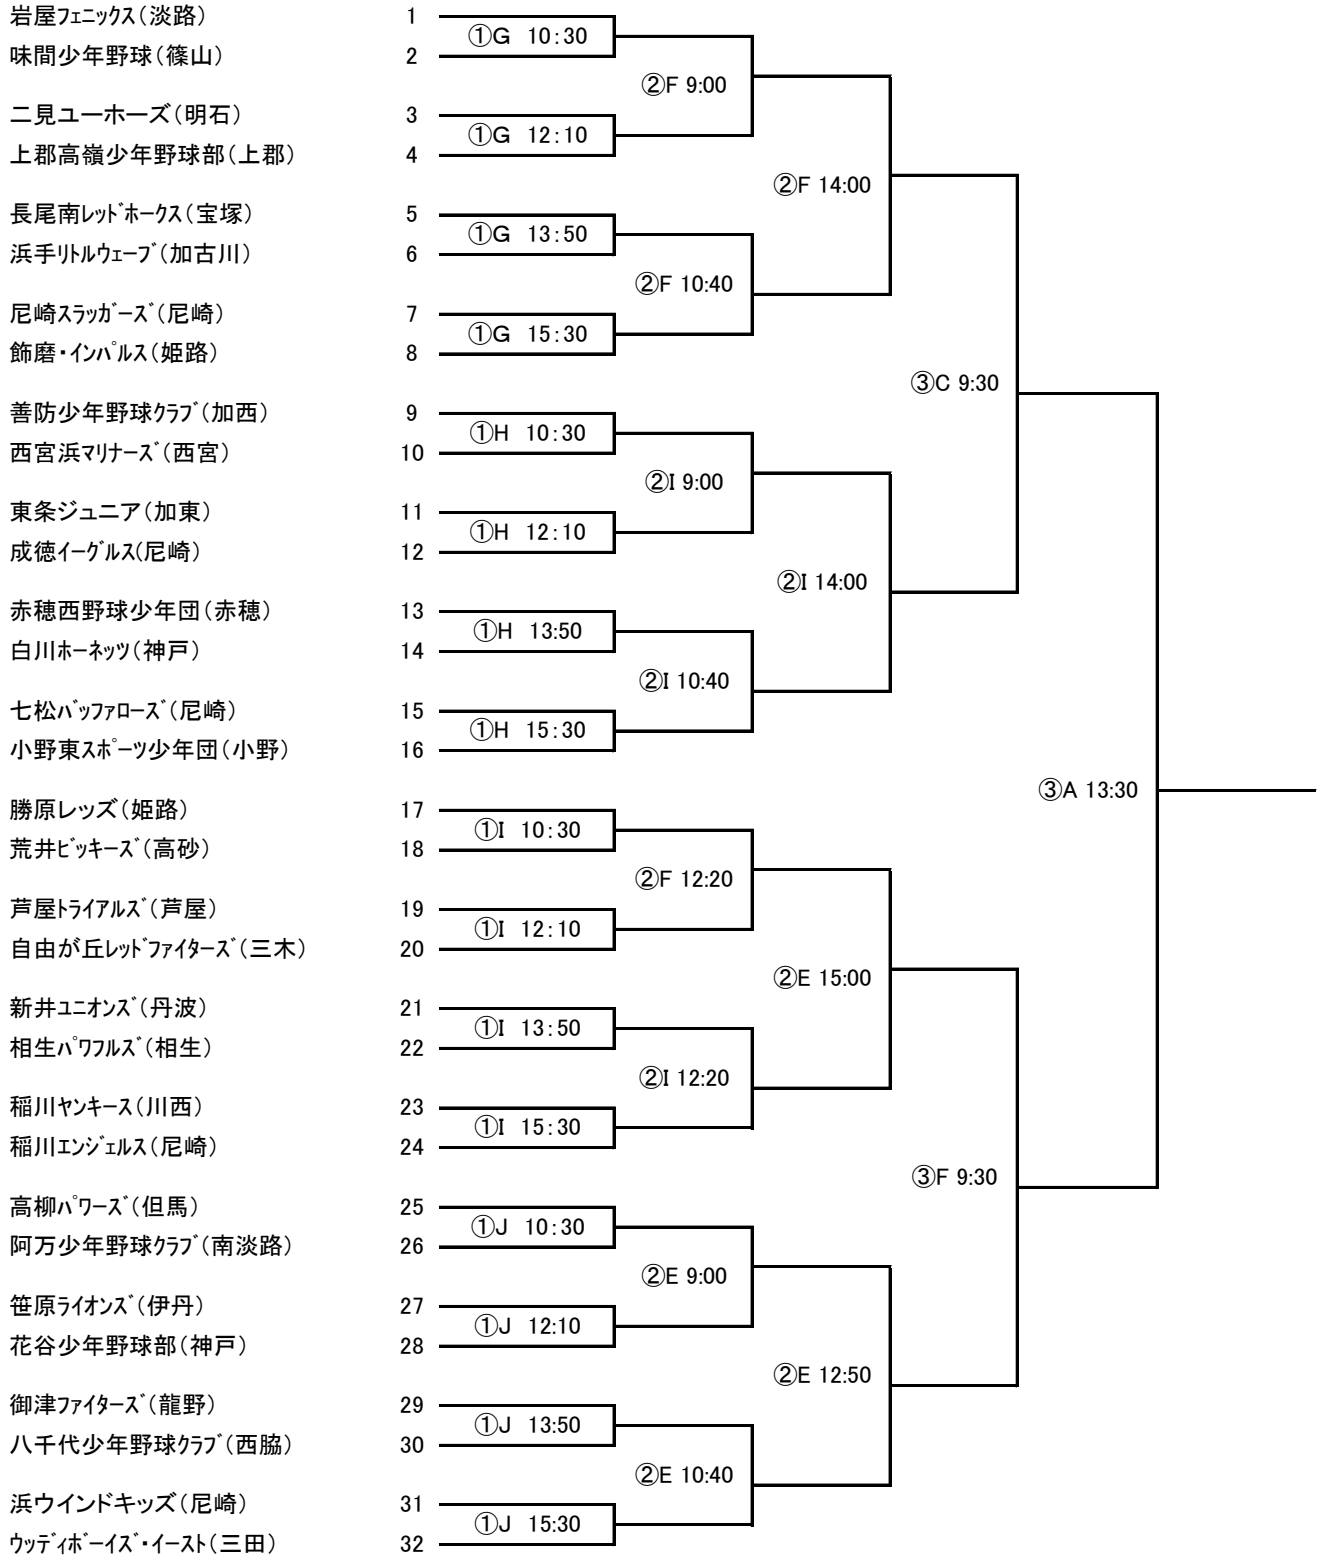 岩屋フェニックス（淡路） 1
①G 10：30
味間少年野球（篠山） 2
②F 9:00
二見ユーホーズ（明石） 3
①G 12：10
上郡高嶺少年野球部（上郡） 4
②F 14:00
長尾南ﾚｯﾄﾞﾎｰｸｽ（宝塚） 5
①G 13：50
浜手ﾘﾄﾙｳｪｰﾌﾞ（加古川） 6
②F 10:40
尼崎ｽﾗｯｶﾞｰｽﾞ（尼崎） 7
①G 15：30
飾磨・ｲﾝﾊﾟﾙｽ（姫路） 8
③C 9:30
善防少年野球ｸﾗﾌﾞ（加西） 9
①H 10：30
西宮浜ﾏﾘﾅｰｽﾞ（西宮） 10
②I 9:00
東条ジュニア（加東） 11
①H 12：10
成徳ｲｰｸﾞﾙｽ(尼崎） 12
②I 14:00
赤穂西野球少年団（赤穂） 13
①H 13:50
白川ﾎｰﾈｯﾂ（神戸） 14
②I 10:40
七松ﾊﾞｯﾌｧﾛｰｽﾞ（尼崎） 15
①H 15：30
小野東ｽﾎﾟｰﾂ少年団（小野） 16
③A 13:30
勝原レッズ（姫路） 17
①I 10：30
荒井ﾋﾞｯｷｰｽﾞ（高砂） 18
②F 12:20
芦屋ﾄﾗｲｱﾙｽﾞ（芦屋） 19
①I 12：10
自由が丘ﾚｯﾄﾞﾌｧｲﾀｰｽﾞ（三木） 20
②E 15:00
新井ﾕﾆｵﾝｽﾞ（丹波） 21
①I 13：50
相生ﾊﾟﾜﾌﾙｽﾞ（相生） 22
②I 12:20
稲川ﾔﾝｷｰｽ（川西） 23
①I 15：30
稲川ｴﾝｼﾞｪﾙｽ（尼崎） 24
③F 9:30
高柳ﾊﾟﾜｰｽﾞ（但馬） 25
①J 10：30
阿万少年野球ｸﾗﾌﾞ（南淡路） 26
②E 9:00
笹原ﾗｲｵﾝｽﾞ（伊丹） 27
①J 12:10
花谷少年野球部（神戸） 28
②E 12:50
御津ﾌｧｲﾀｰｽﾞ（龍野） 29
①J 13:50
八千代少年野球ｸﾗﾌﾞ（西脇） 30
②E 10:40
浜ウインドキッズ（尼崎） 31
①J 15:30
ｳｯﾃﾞｨﾎﾞｰｲｽﾞ・ｲｰｽﾄ（三田） 32